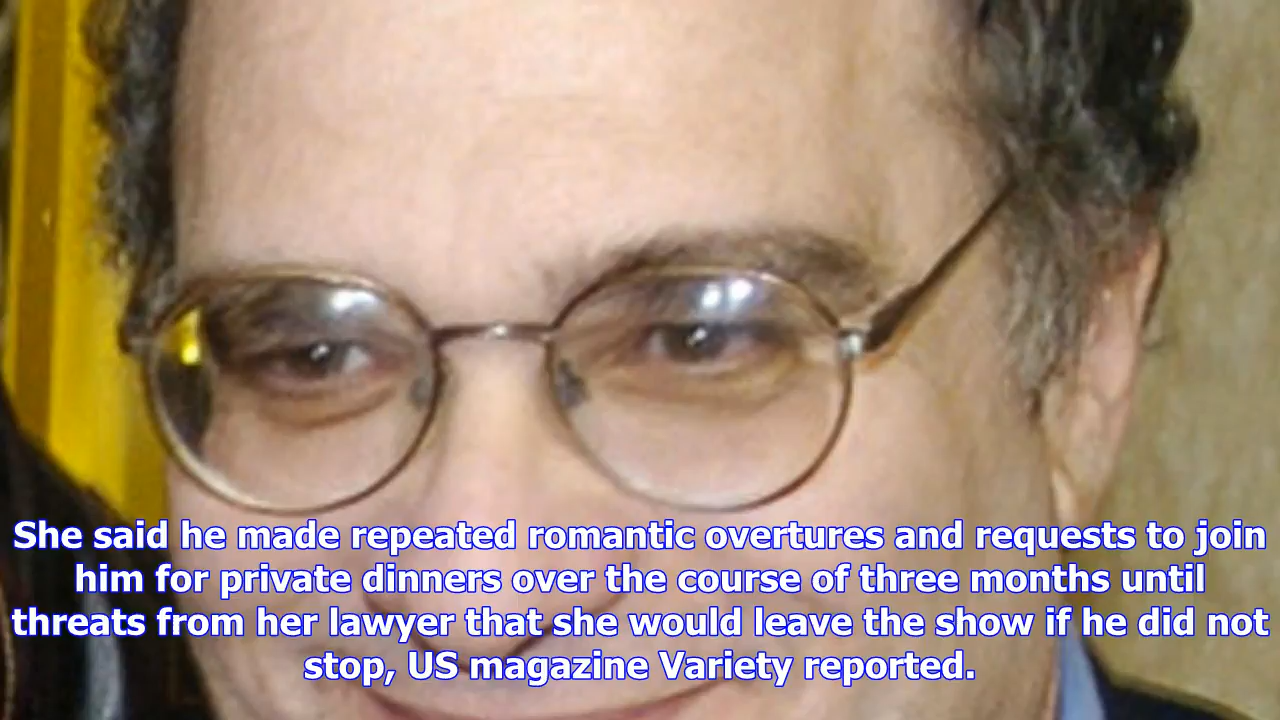 She said he made repeated romantic overtures and requests to join
him for private dinners over the course of three months until
threats from her lawyer that she would leave the show if he did not
stop, US magazine Variety reported.